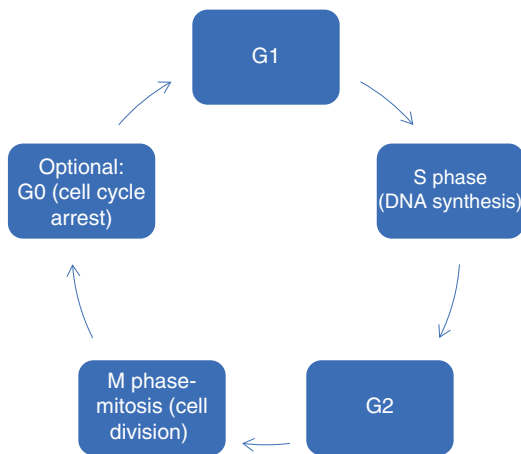 G1
S phase
(DNA synthesis)
G2
M phase-
mitosis (cell
division)
Optional:
G0 (cell cycle
arrest)